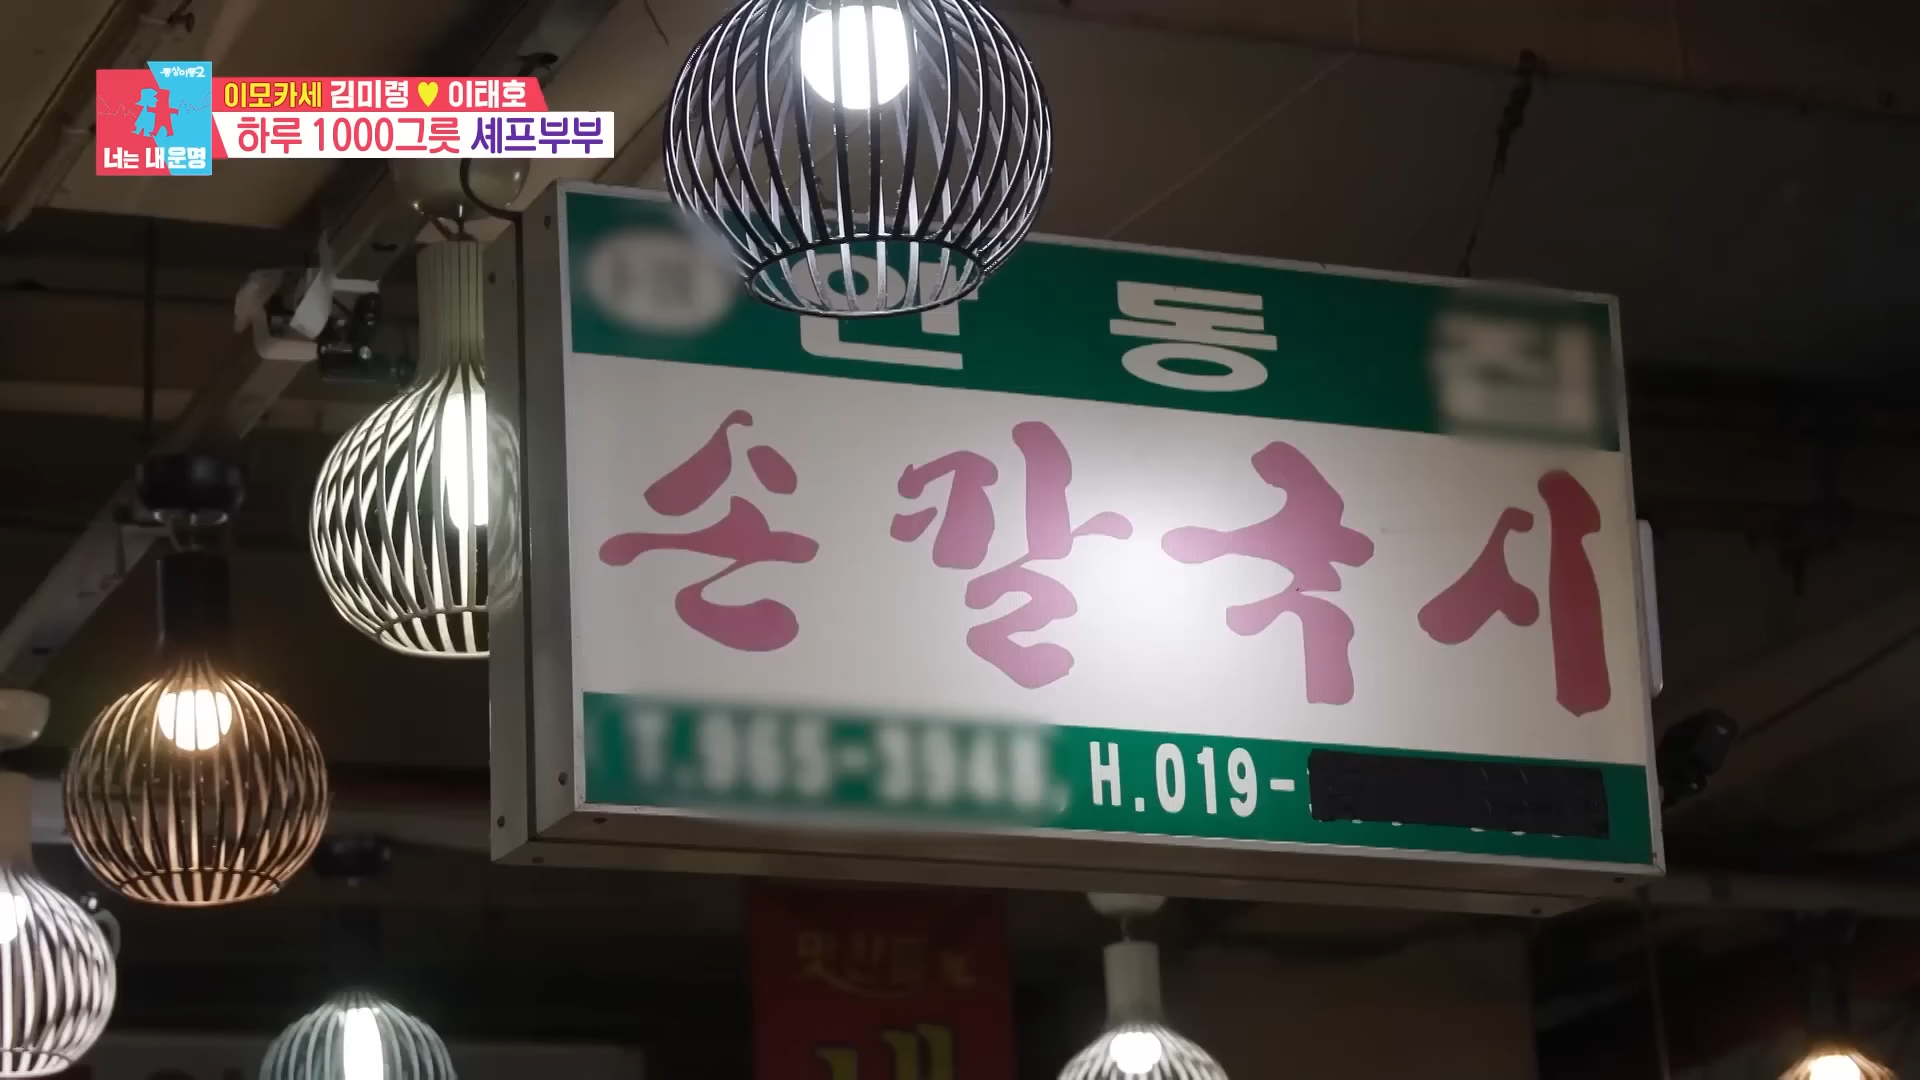 동상이몽2
너는 내 운명
이모카세 김미령 ♥ 이태호
하루 1000그릇 셰프부부
안동
손칼국시
H.019-